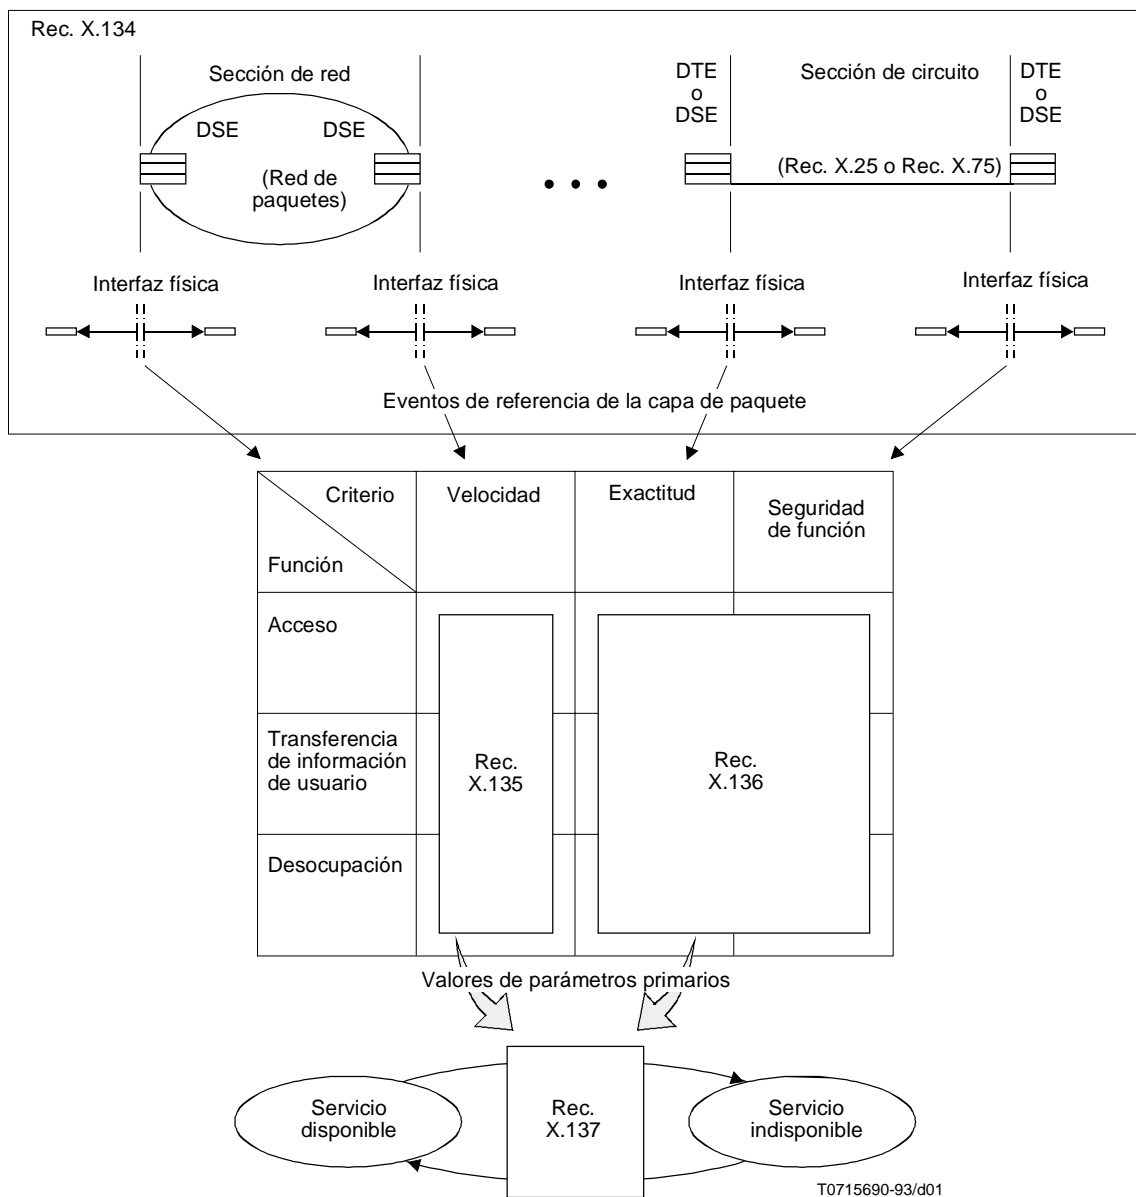 Rec. X.134
Sección de red
DTE
o
DSE
Sección de circuito
DTE
o
DSE
DSE
DSE
(Red de
paquetes)
(Rec. X.25 o Rec. X.75)
Interfaz física
Interfaz física
Interfaz física
Interfaz física
Eventos de referencia de la capa de paquete
Criterio
Función
Velocidad
Exactitud
Seguridad
de función
Acceso
Transferencia
de información
de usuario
Desocupación
Rec.
X.135
Rec.
X.136
Valores de parámetros primarios
Servicio
disponible
Rec.
X.137
Servicio
indisponible
T0715690-93/d01